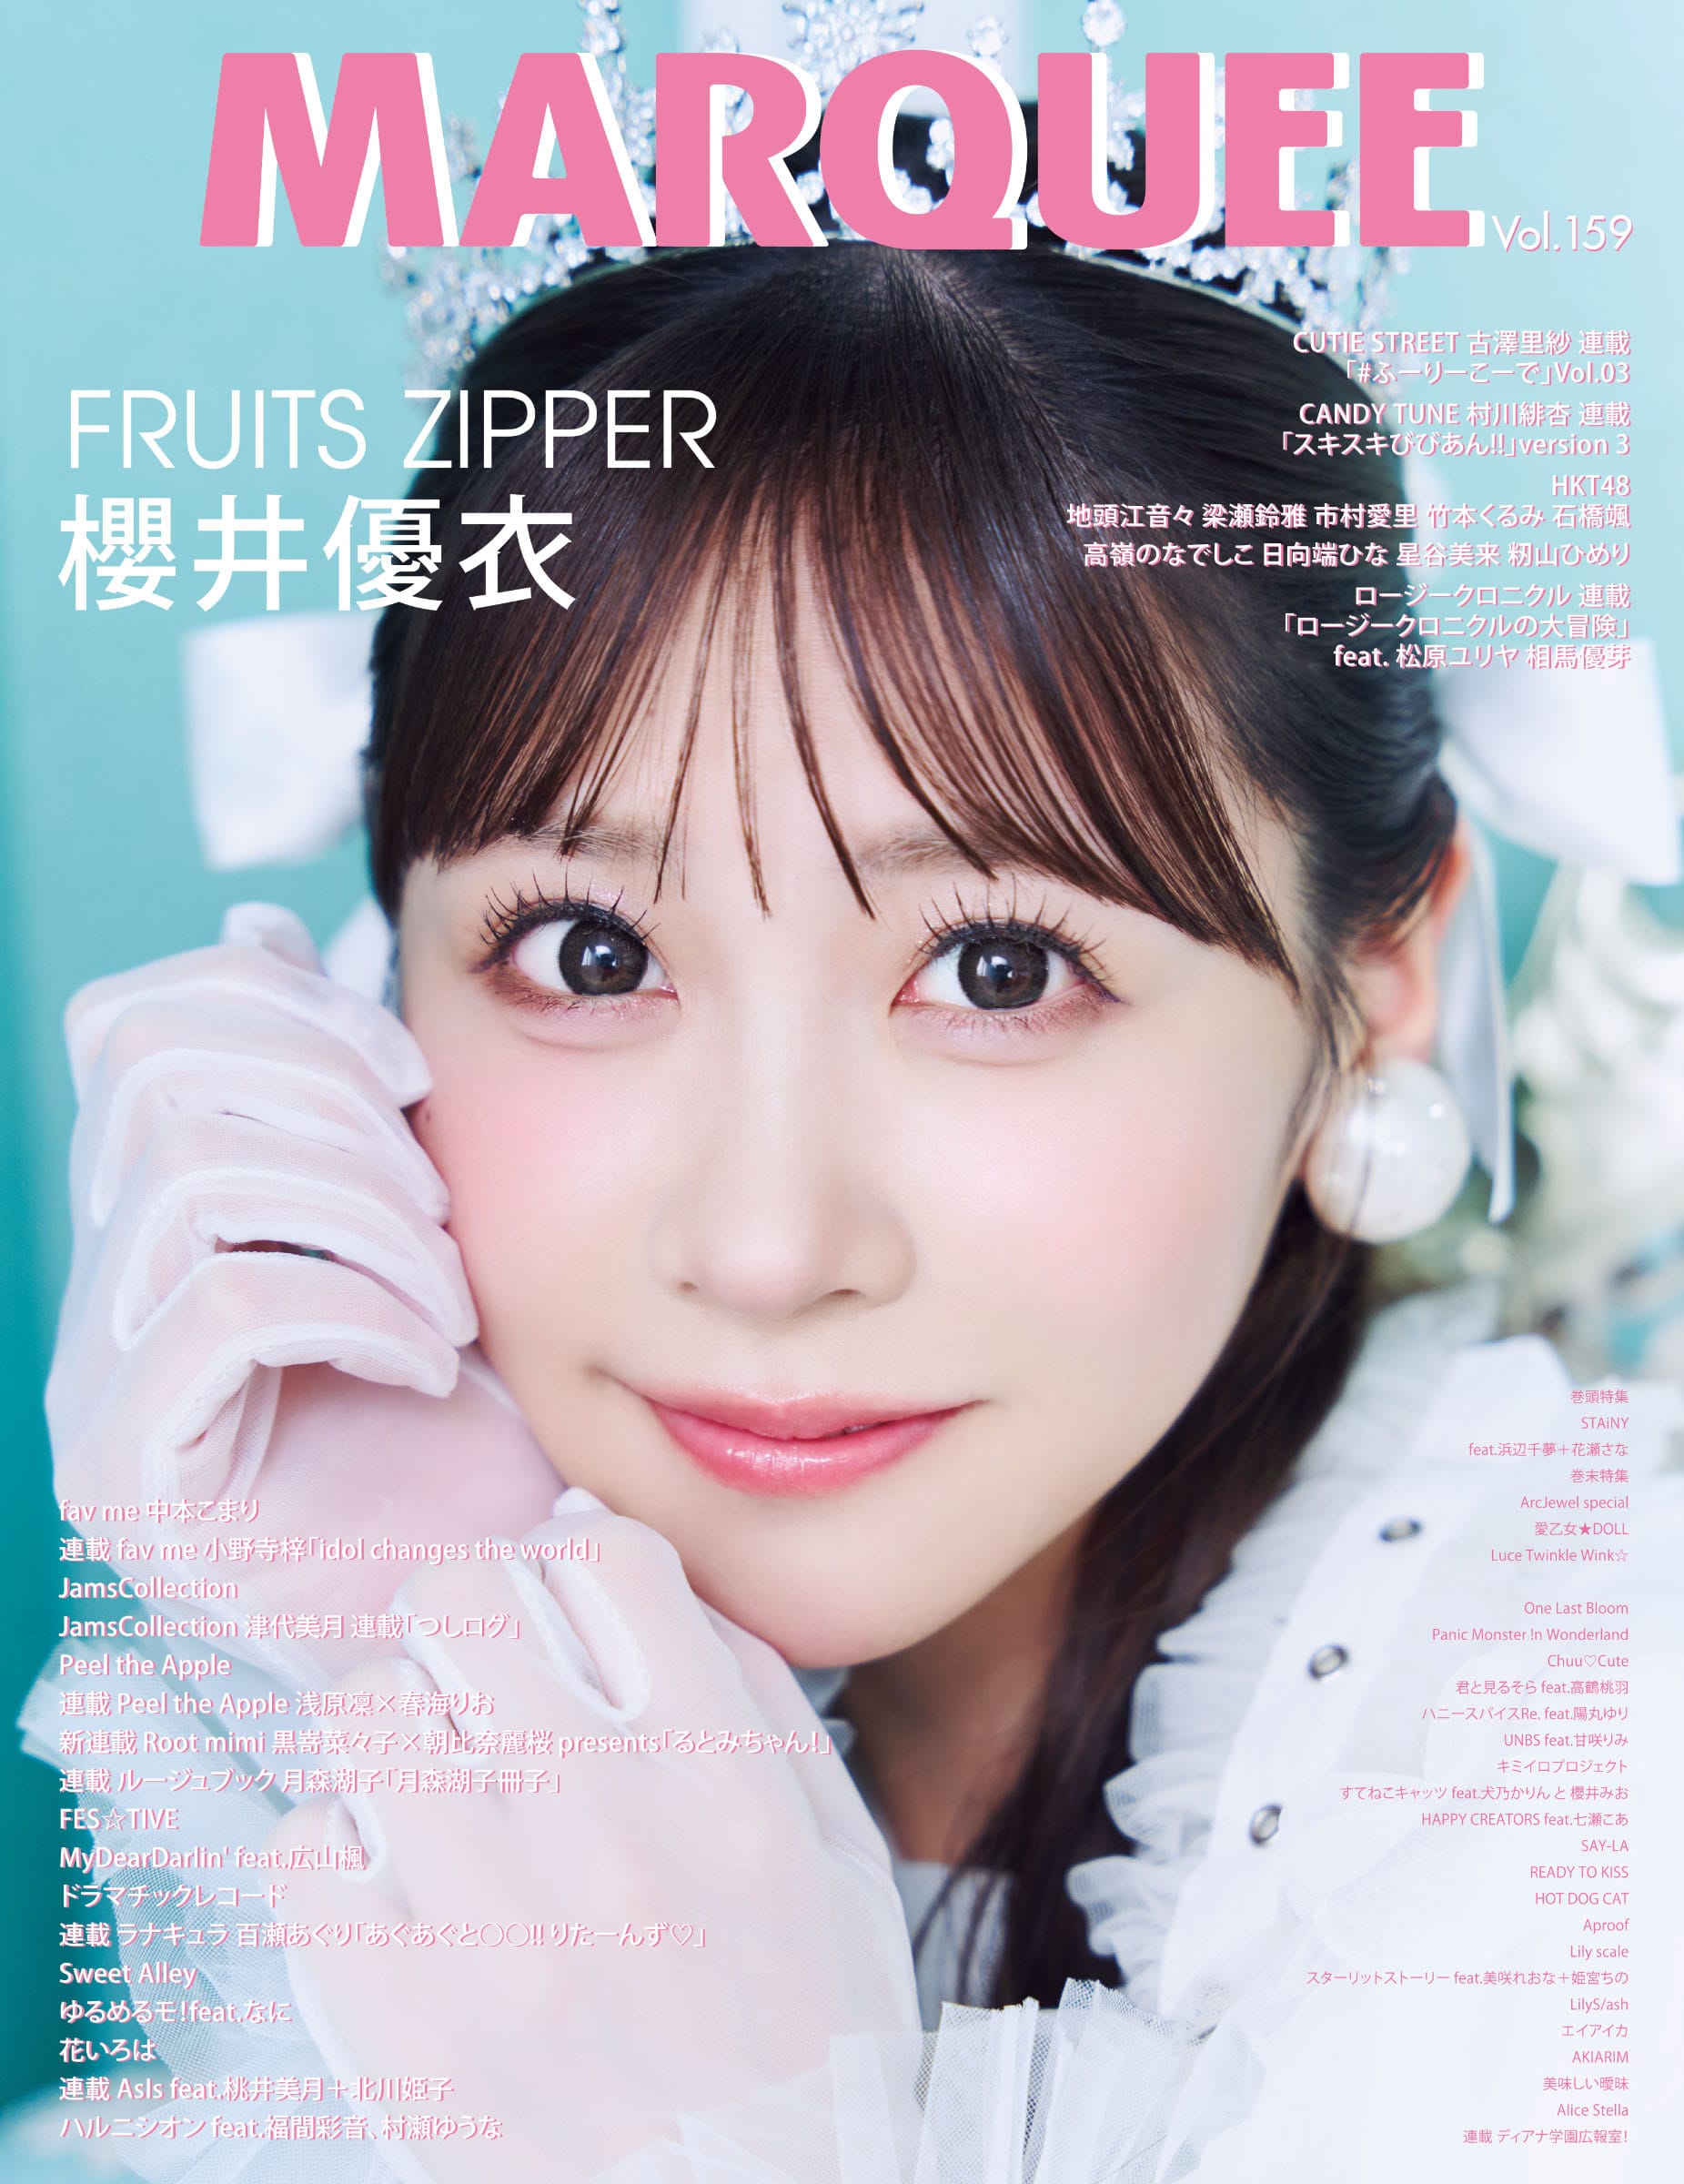 MARQUEE
Vol.159
FRUITS ZIPPER
櫻井優衣
CUTIE STREET 古澤里紗 連載
「#ふーりーこーで」Vol.03
CANDY TUNE 村川緋杏 連載
「スキスキびびあん!!」version 3
HKT48
地頭江音々 梁瀬鈴雅 市村愛里 竹本くるみ 石橋颯
高嶺のなでしこ 日向端ひな 星谷美来 籾山ひめり
ロージークロニクル 連載
「ロージークロニクルの大冒険」
feat. 松原ユリヤ 相馬優芽
fav me 中本こまり
連載 fav me 小野寺梓「idol changes the world」
JamsCollection
JamsCollection 津代美月 連載「つしログ」
Peel the Apple
連載 Peel the Apple 浅原凛×春海りお
新連載 Root mimi 黒嵜菜々子×朝比奈麗桜 presents「るとみちゃん!」
連載 ルージュブック 月森湖子「月森湖子冊子」
FES☆TIVE
MyDearDarlin' feat.広山楓
ドラマチックレコード
連載 ラナキュラ 百瀬あぐり「あぐあぐと○○!! りたーんず♡」
Sweet Alley
ゆるめるモ!feat.なに
花いろは
連載 AsIs feat.桃井美月＋北川姫子
ハルニシオン feat.福間彩音、村瀬ゆうな
巻頭特集
STAiNY
feat.浜辺千夢＋花瀬さな
巻末特集
ArcJewel special
愛乙女★DOLL
Luce Twinkle Wink☆
One Last Bloom
Panic Monster !n Wonderland
Chuu♡Cute
君と見るそら feat.高鶴桃羽
ハニースパイスRe. feat.陽丸ゆり
UNBS feat.甘咲りみ
キミイロプロジェクト
すてねこキャッツ feat.犬乃かりん と 櫻井みお
HAPPY CREATORS feat.七瀬こあ
SAY-LA
READY TO KISS
HOT DOG CAT
Aproof
Lily scale
スターリットストーリー feat.美咲れおな＋姫宮ちの
LilyS/ash
エイアイカ
AKIARIM
美味しい曖昧
Alice Stella
連載 ディアナ学園広報室!